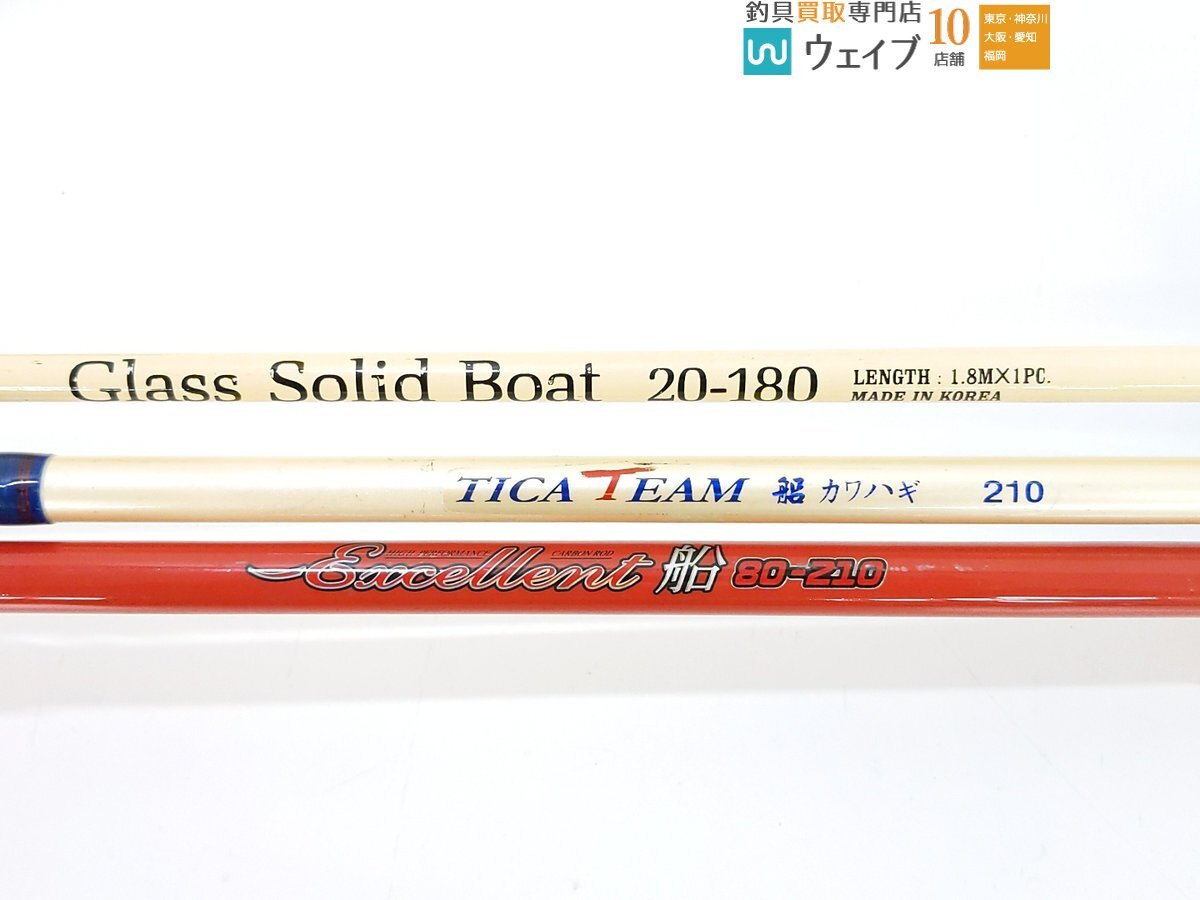 釣具買取専門店
ウェイブ
10
店舗
東京・神奈川
大阪・愛知
福岡
Glass Solid Boat 20-180 LENGTH : 1.8M×1PC.
MADE IN KOREA
TICA TEAM 船 カワハギ 210
HIGH PERFORMANCE CARBON ROD
Excellent 船 80-210